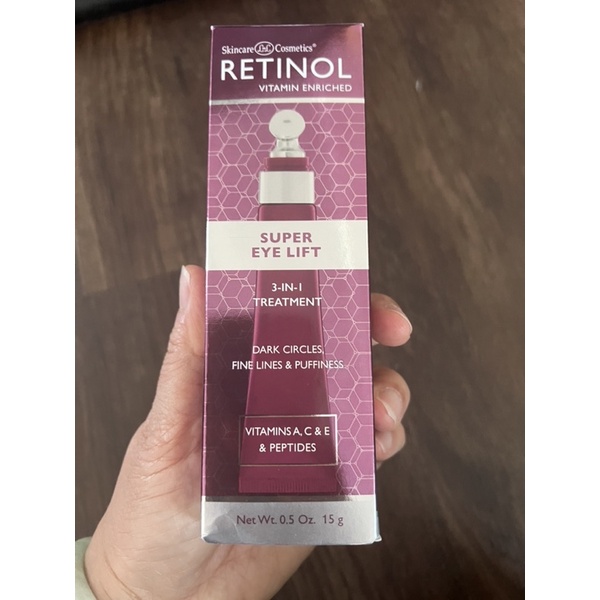 Skincare LdeL Cosmetics®
RETINOL
VITAMIN ENRICHED
SUPER
EYE LIFT
3-IN-1
TREATMENT
DARK CIRCLES,
FINE LINES & PUFFINESS
VITAMINS A, C & E
& PEPTIDES
Net Wt. 0.5 Oz. 15 g